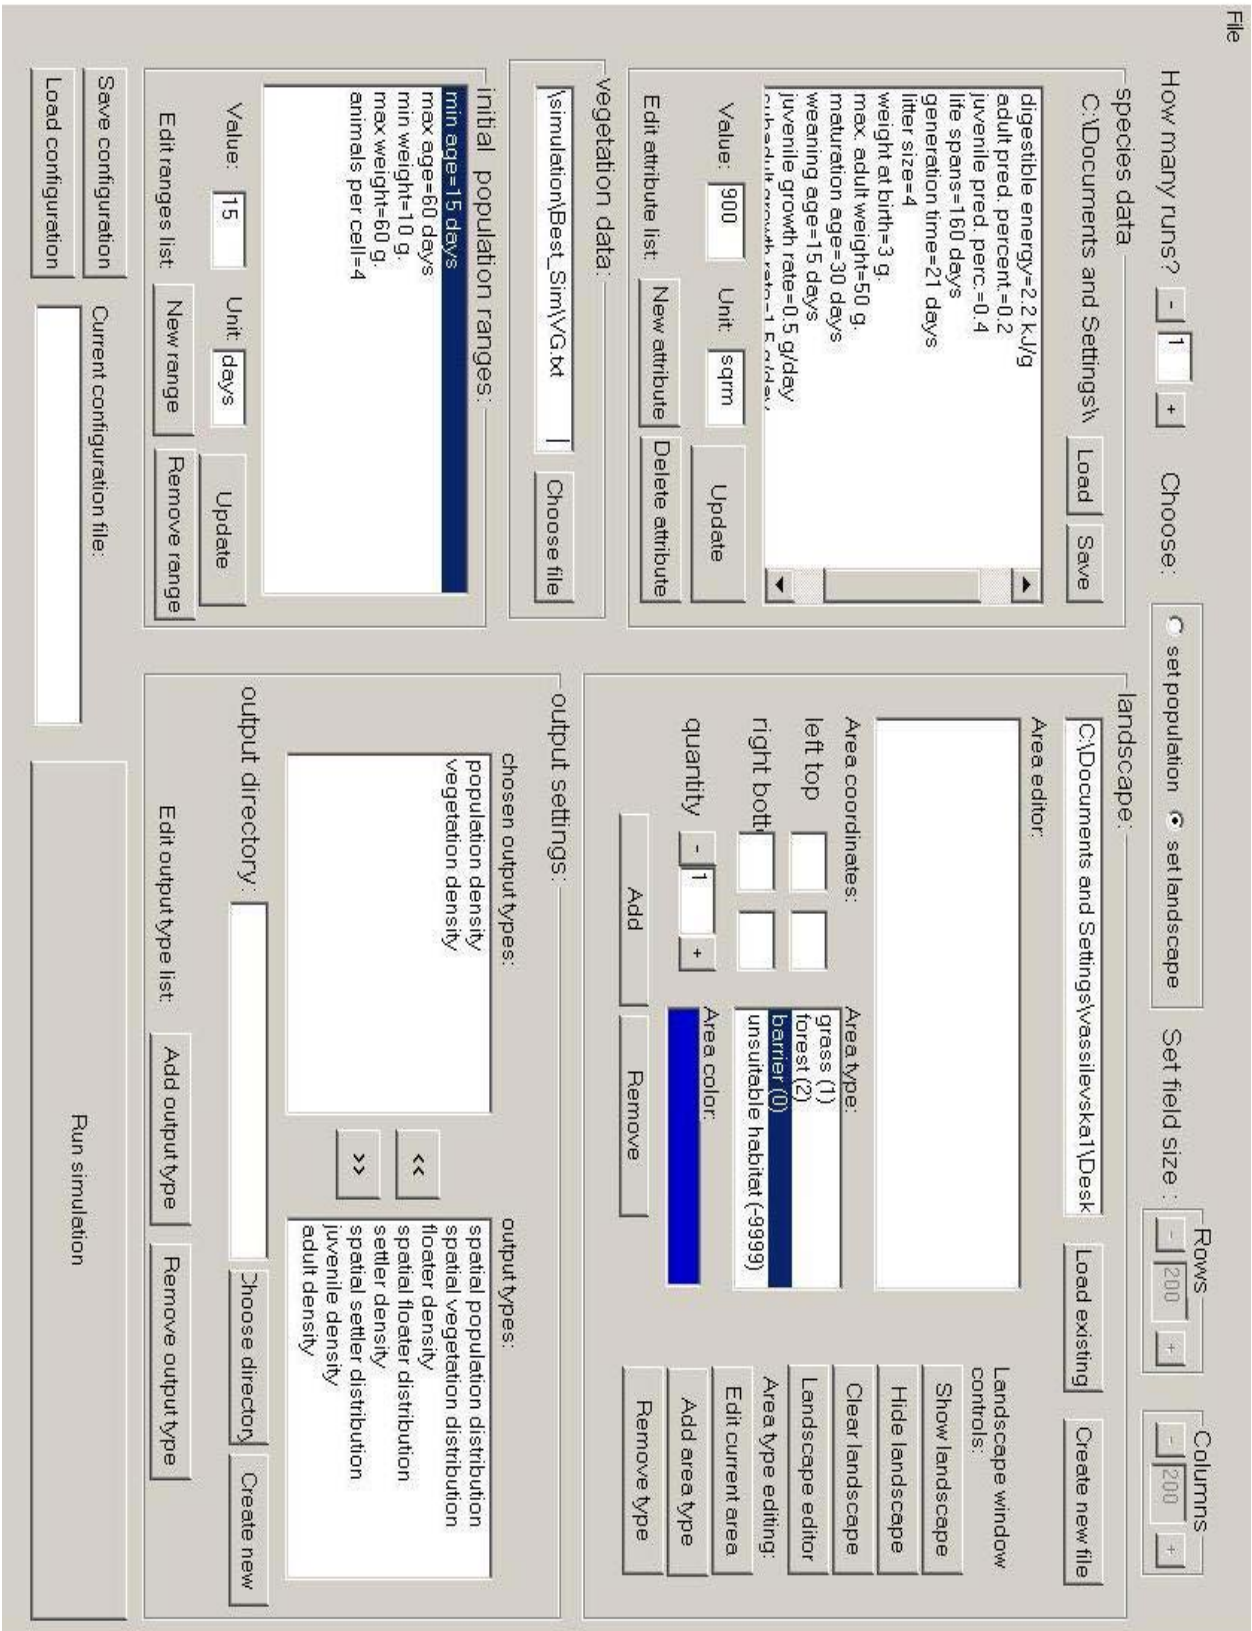 File
How many runs? - 1 + Choose: set population set landscape Set field size : Rows - 200 + Columns - 200 +
species data
C:\Documents and Settings\\ Load Save
digestible energy=2.2 kJ/g
adult pred. percent.=0.2
juvenile pred. perc.=0.4
life spans=160 days
generation time=21 days
litter size=4
weight at birth=3 g.
max. adult weight=50 g.
maturation age=30 days
weaning age=15 days
juvenile growth rate=0.5 g/day
subadult growth rate=1.5 g/day
Value: 900 Unit: sqrm Update
Edit attribute list: New attribute Delete attribute
vegetation data:
\simulation\Best_Sim\VG.txt Choose file
initial population ranges:
min age=15 days
max age=60 days
min weight=10 g.
max weight=60 g.
animals per cell=4
Value: 15 Unit: days Update
Edit ranges list: New range Remove range
Save configuration
Load configuration
Current configuration file:
landscape:
C:\Documents and Settings\vassilevska1\Desk Load existing Create new file
Area editor:
Area coordinates:
left top
right bott
quantity - 1 +
Add Remove
Area type:
grass (1)
forest (2)
barrier (0)
unsuitable habitat (-9999)
Area color:
Landscape window
controls:
Show landscape
Hide landscape
Clear landscape
Landscape editor
Area type editing:
Edit current area
Add area type
Remove type
output settings:
chosen output types:
population density
vegetation density
<<
>>
output types:
spatial population distribution
spatial vegetation distribution
floater density
spatial floater distribution
settler density
spatial settler distribution
juvenile density
adult density
output directory: Choose directory Create new
Edit output type list: Add output type Remove output type
Run simulation